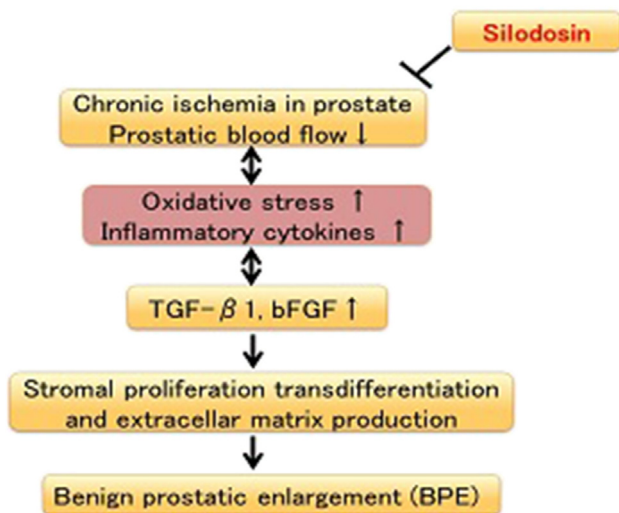 Silodosin
Chronic ischemia in prostate
Prostatic blood flow ↓
Oxidative stress ↑
Inflammatory cytokines ↑
TGF-β1, bFGF ↑
Stromal proliferation transdifferentiation
and extracellar matrix production
Benign prostatic enlargement (BPE)